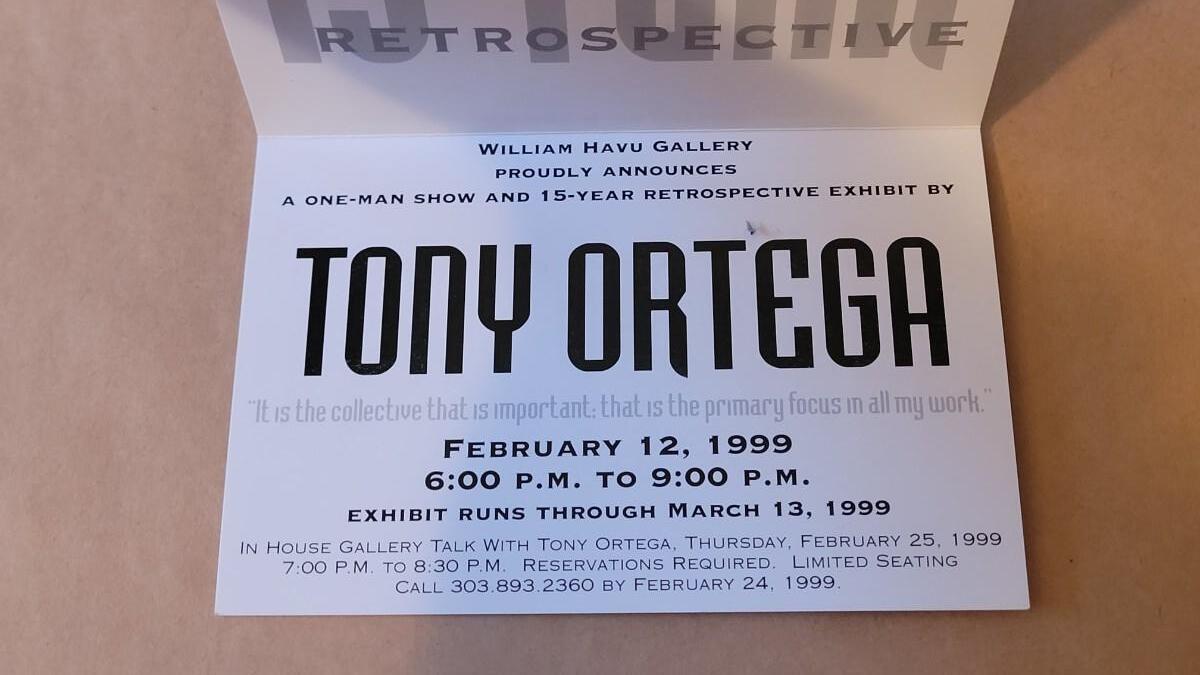 RETROSPECTIVE
WILLIAM HAVU GALLERY
PROUDLY ANNOUNCES
A ONE-MAN SHOW AND 15-YEAR RETROSPECTIVE EXHIBIT BY
TONY ORTEGA
"It is the collective that is important: that is the primary focus in all my work."
FEBRUARY 12, 1999
6:00 P.M. TO 9:00 P.M.
EXHIBIT RUNS THROUGH MARCH 13, 1999
IN HOUSE GALLERY TALK WITH TONY ORTEGA, THURSDAY, FEBRUARY 25, 1999
7:00 P.M. TO 8:30 P.M. RESERVATIONS REQUIRED. LIMITED SEATING
CALL 303.893.2360 BY FEBRUARY 24, 1999.